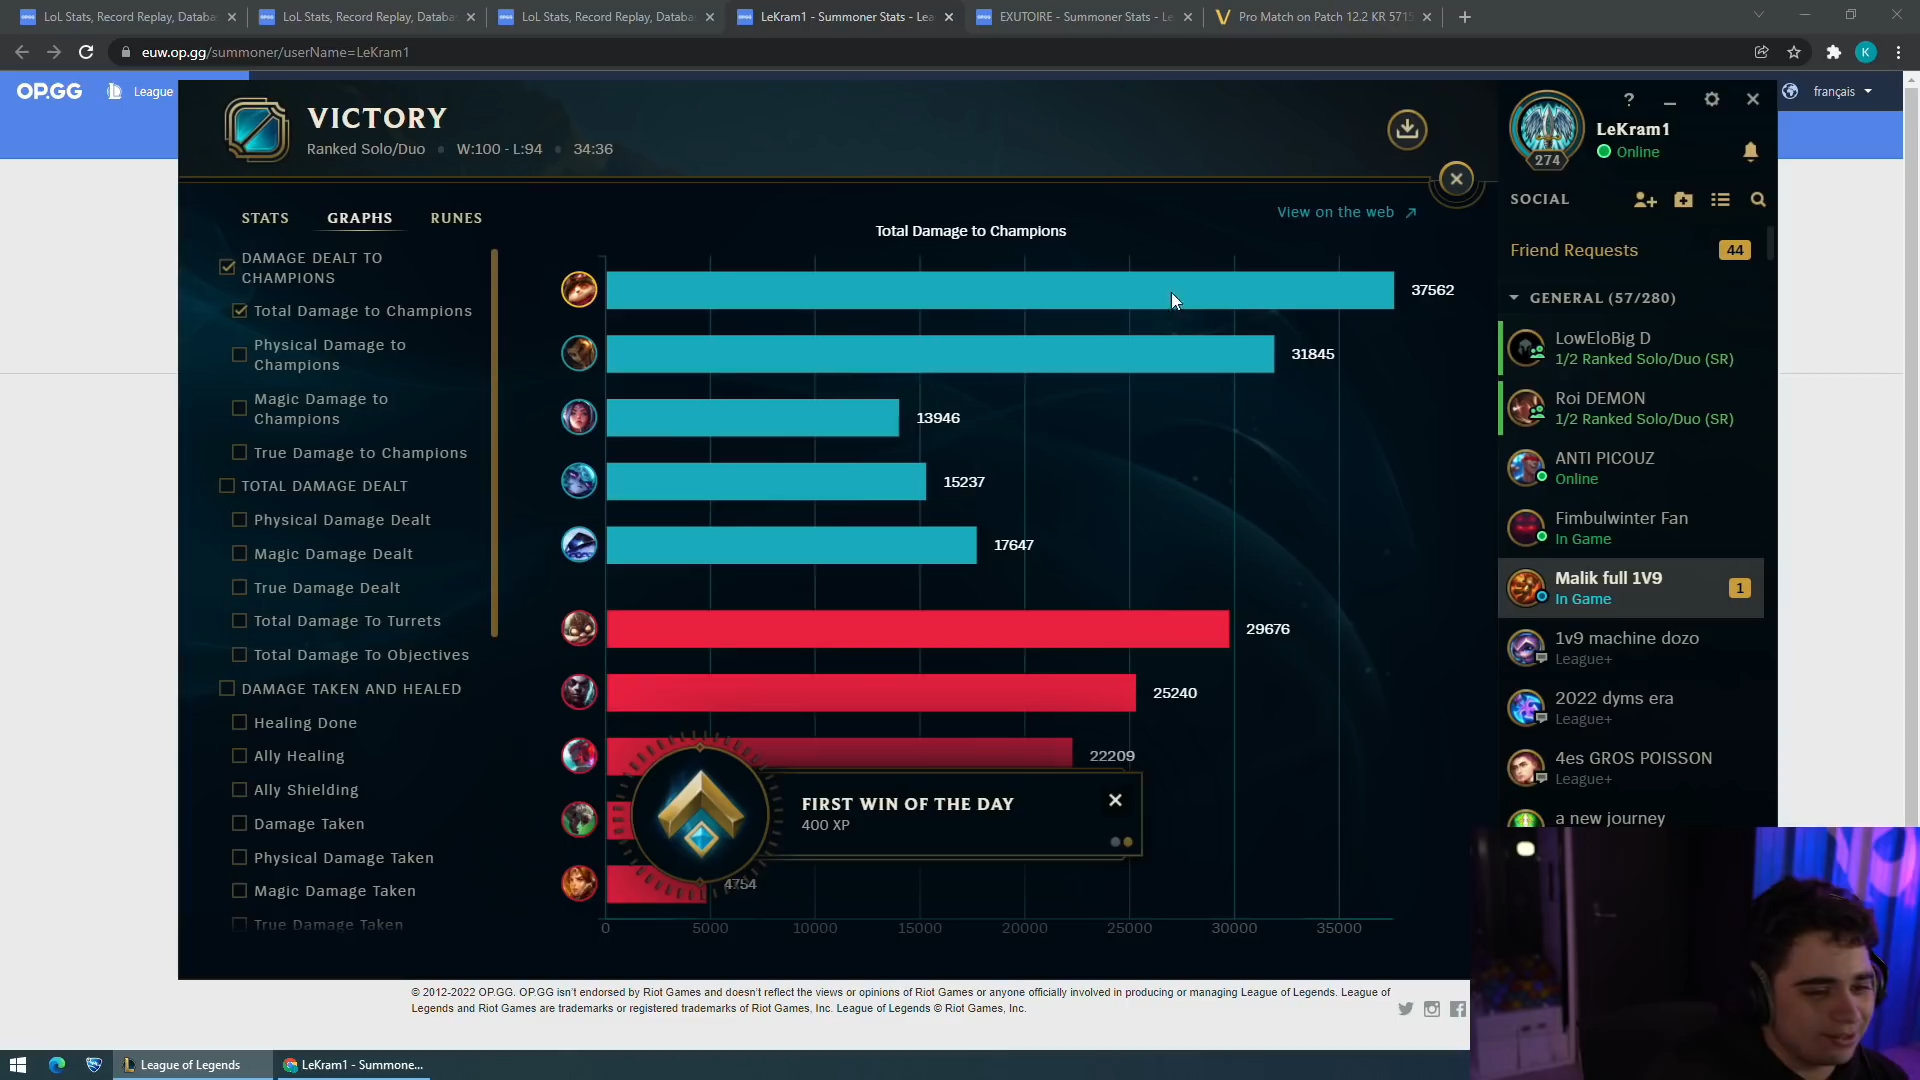 LoL Stats, Record Replay, Databa
LoL Stats, Record Replay, Databa
LoL Stats, Record Replay, Databa
LeKram1 - Summoner Stats - Lea
EXUTOIRE - Summoner Stats - Le
Pro Match on Patch 12.2 KR 5715
euw.op.gg/summoner/userName=LeKram1
K
OP.GG
League
français
VICTORY
Ranked Solo/Duo • W:100 - L:94 • 34:36
STATS
GRAPHS
RUNES
View on the web
DAMAGE DEALT TO
CHAMPIONS
Total Damage to Champions
Physical Damage to
Champions
Magic Damage to
Champions
True Damage to Champions
TOTAL DAMAGE DEALT
Physical Damage Dealt
Magic Damage Dealt
True Damage Dealt
Total Damage To Turrets
Total Damage To Objectives
DAMAGE TAKEN AND HEALED
Healing Done
Ally Healing
Ally Shielding
Damage Taken
Physical Damage Taken
Magic Damage Taken
True Damage Taken
Total Damage to Champions
37562
31845
13946
15237
17647
29676
25240
22209
4754
0
5000
10000
15000
20000
25000
30000
35000
FIRST WIN OF THE DAY
400 XP
?
LeKram1
Online
274
SOCIAL
Friend Requests
44
GENERAL (57/280)
LowEloBig D
1/2 Ranked Solo/Duo (SR)
Roi DEMON
1/2 Ranked Solo/Duo (SR)
ANTI PICOUZ
Online
Fimbulwinter Fan
In Game
Malik full 1V9
In Game
1
1v9 machine dozo
League+
2022 dyms era
League+
4es GROS POISSON
League+
a new journey
© 2012-2022 OP.GG. OP.GG isn't endorsed by Riot Games and doesn't reflect the views or opinions of Riot Games or anyone officially involved in producing or managing League of Legends. League of
Legends and Riot Games are trademarks or registered trademarks of Riot Games, Inc. League of Legends © Riot Games, Inc.
League of Legends
LeKram1 - Summone...